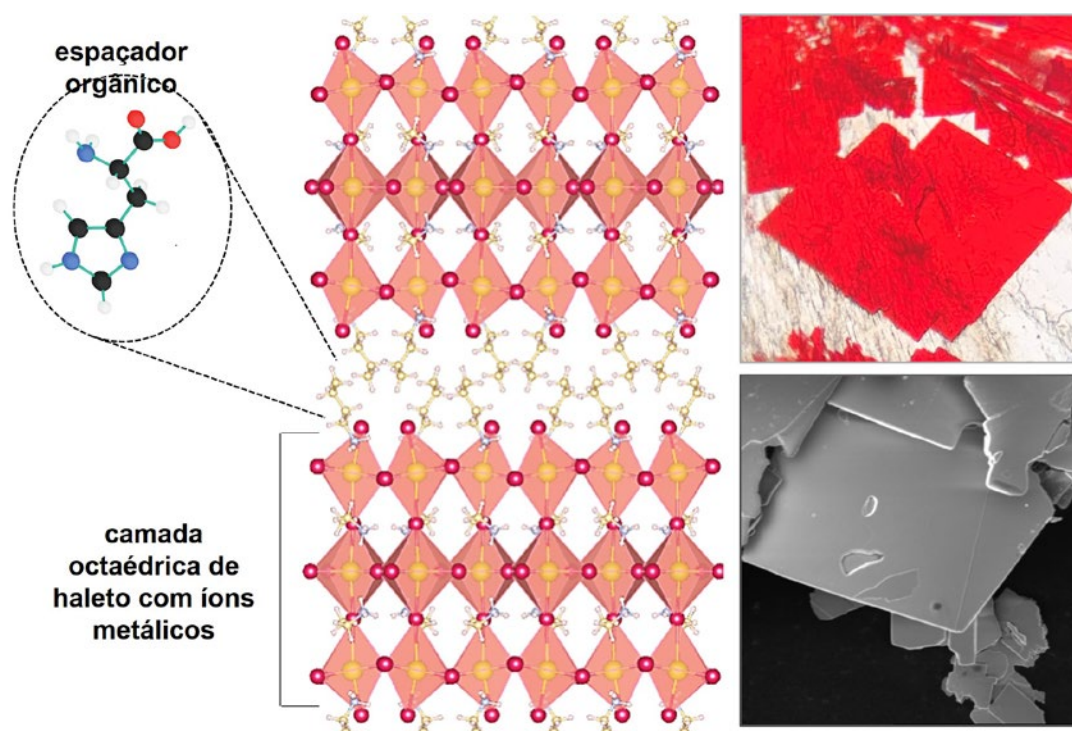 espaçador
orgânico
camada
octaédrica de
haleto com íons
metálicos